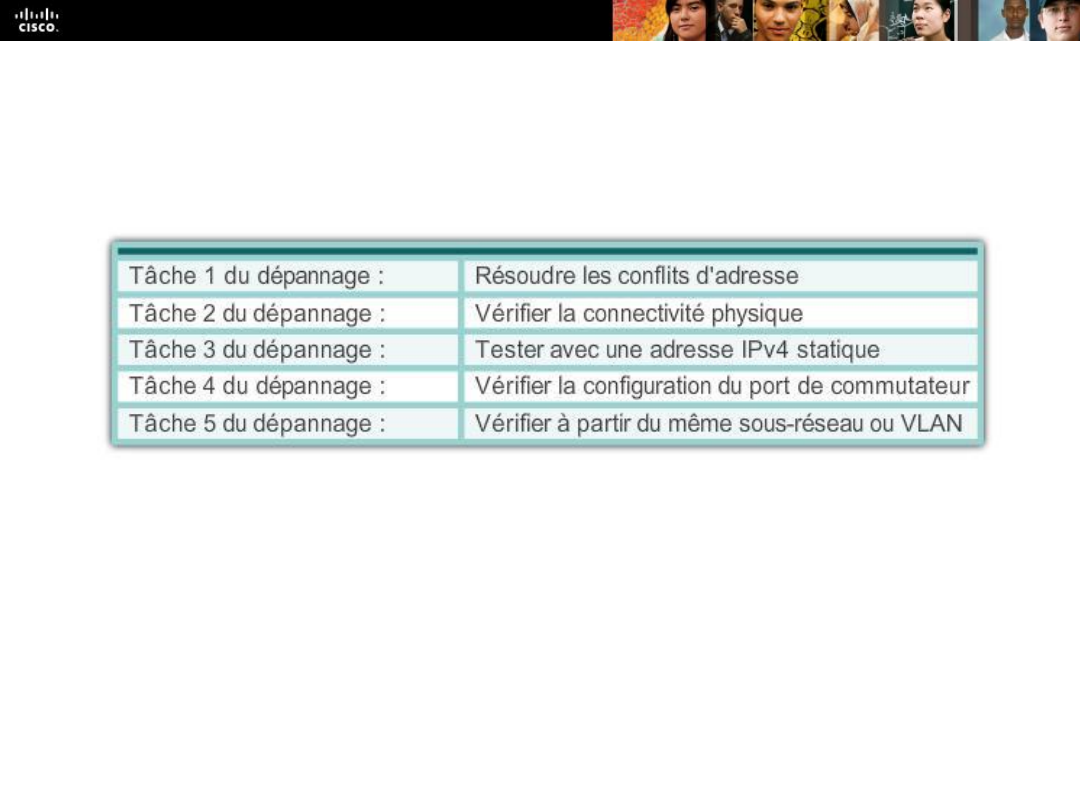 CISCO.
Tâche 1 du dépannage : Résoudre les conflits d'adresse
Tâche 2 du dépannage : Vérifier la connectivité physique
Tâche 3 du dépannage : Tester avec une adresse IPv4 statique
Tâche 4 du dépannage : Vérifier la configuration du port de commutateur
Tâche 5 du dépannage : Vérifier à partir du même sous-réseau ou VLAN